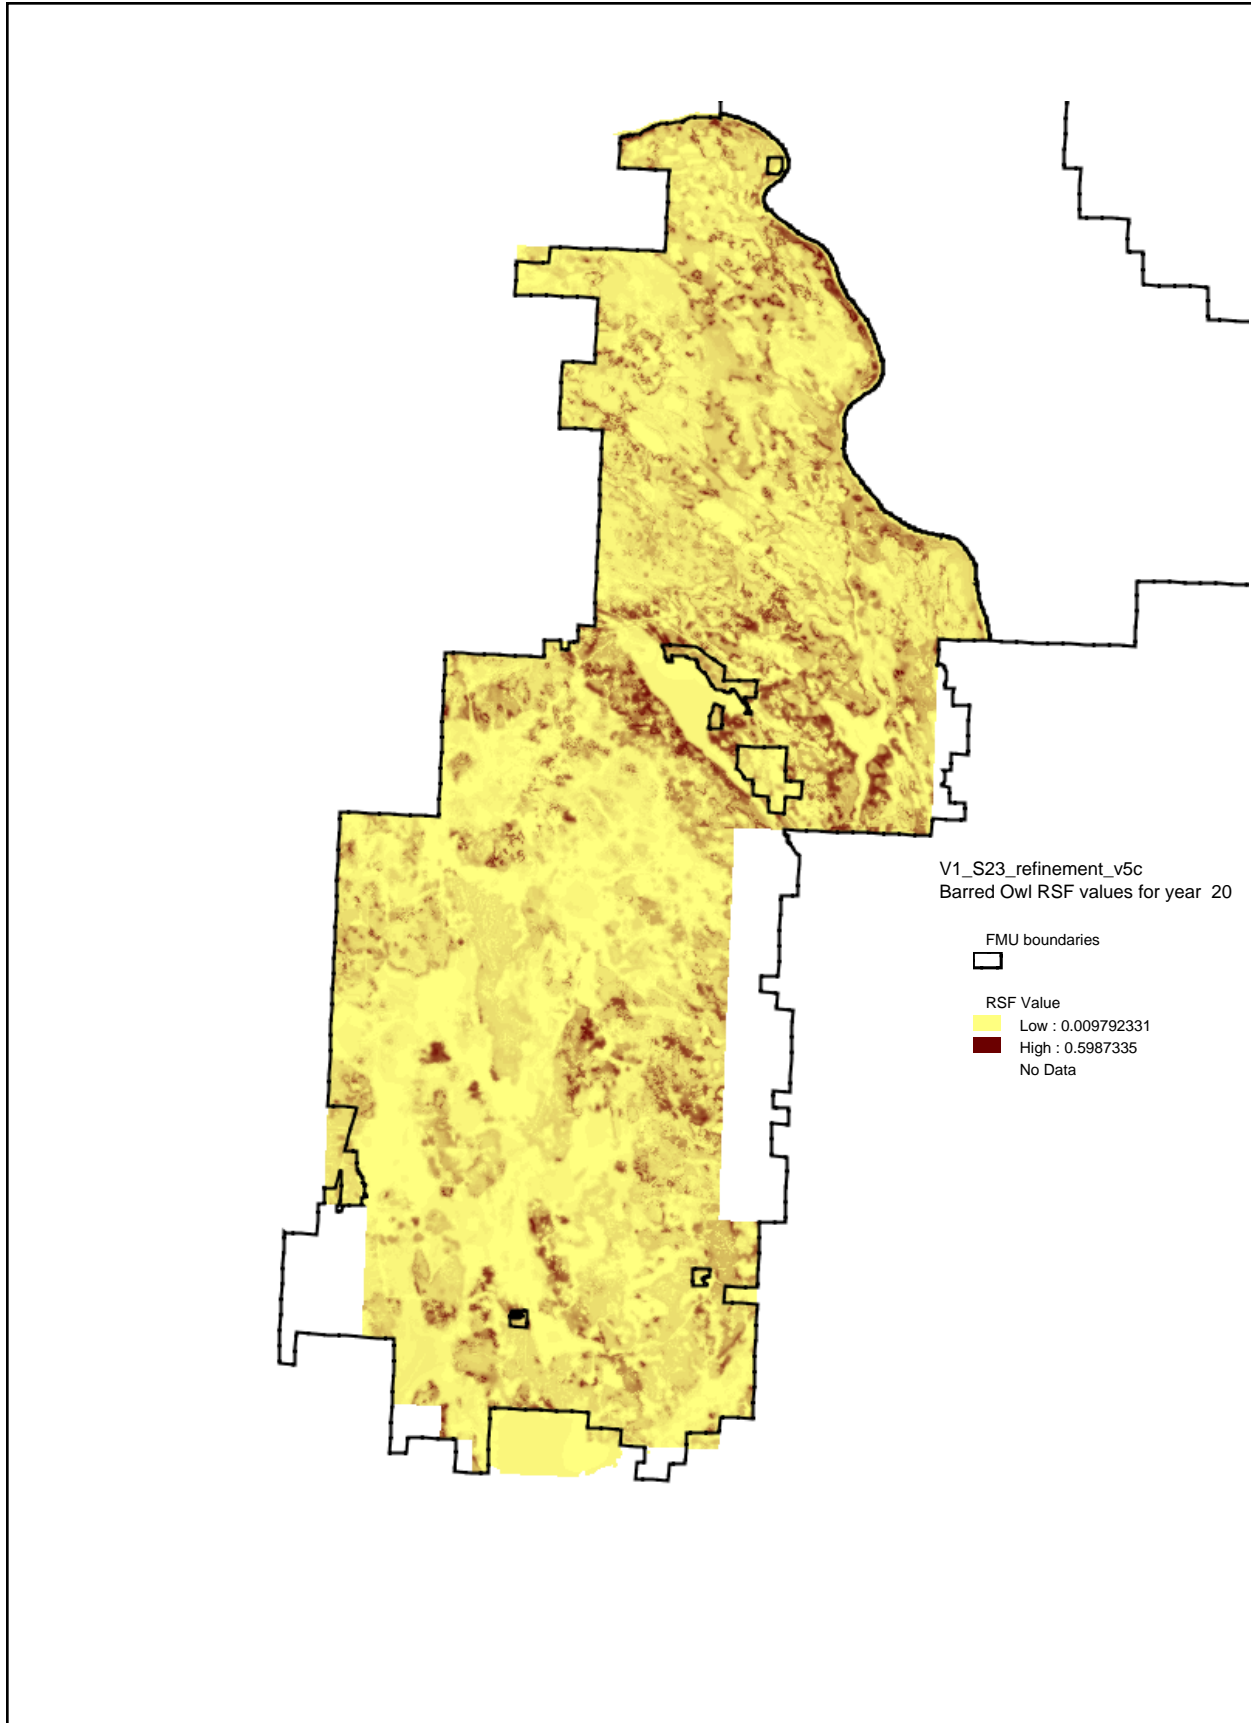 V1_S23_refinement_v5c
Barred Owl RSF values for year 20
FMU boundaries
RSF Value
Low : 0.009792331
High : 0.5987335
No Data